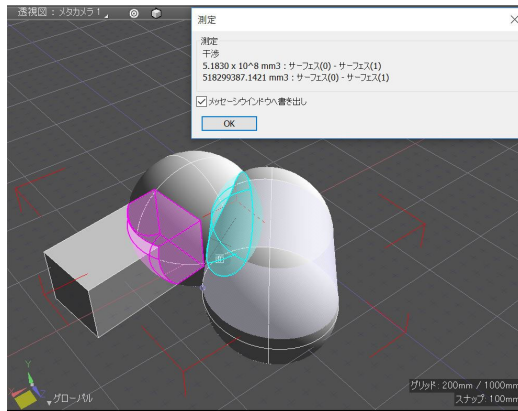 透視図 : メタカメラ 1
測定
測定
干渉
5.1830 x 10^8 mm3 : サーフェス(0) - サーフェス(1)
518299387.1421 mm3 : サーフェス(0) - サーフェス(1)
メッセージウインドウへ書き出し
OK
面
Y
グローバル
グリッド : 200mm / 1000mm
スナップ : 100mm